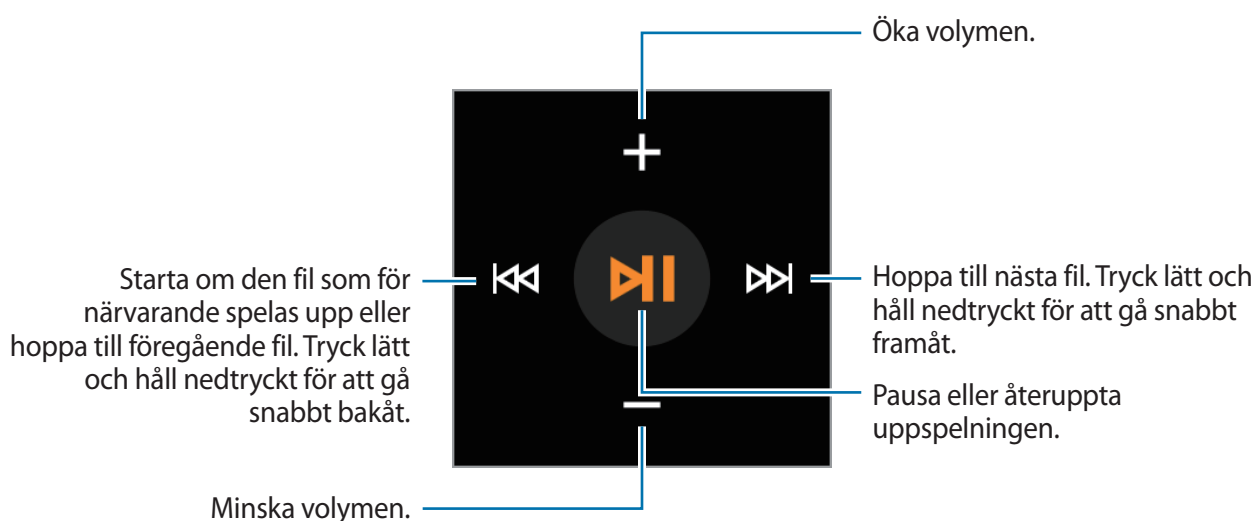 Öka volymen.
Starta om den fil som för
närvarande spelas upp eller
hoppa till föregående fil. Tryck lätt
och håll nedtryckt för att gå
snabbt bakåt.
Hoppa till nästa fil. Tryck lätt och
håll nedtryckt för att gå snabbt
framåt.
Pausa eller återuppta
uppspelningen.
Minska volymen.